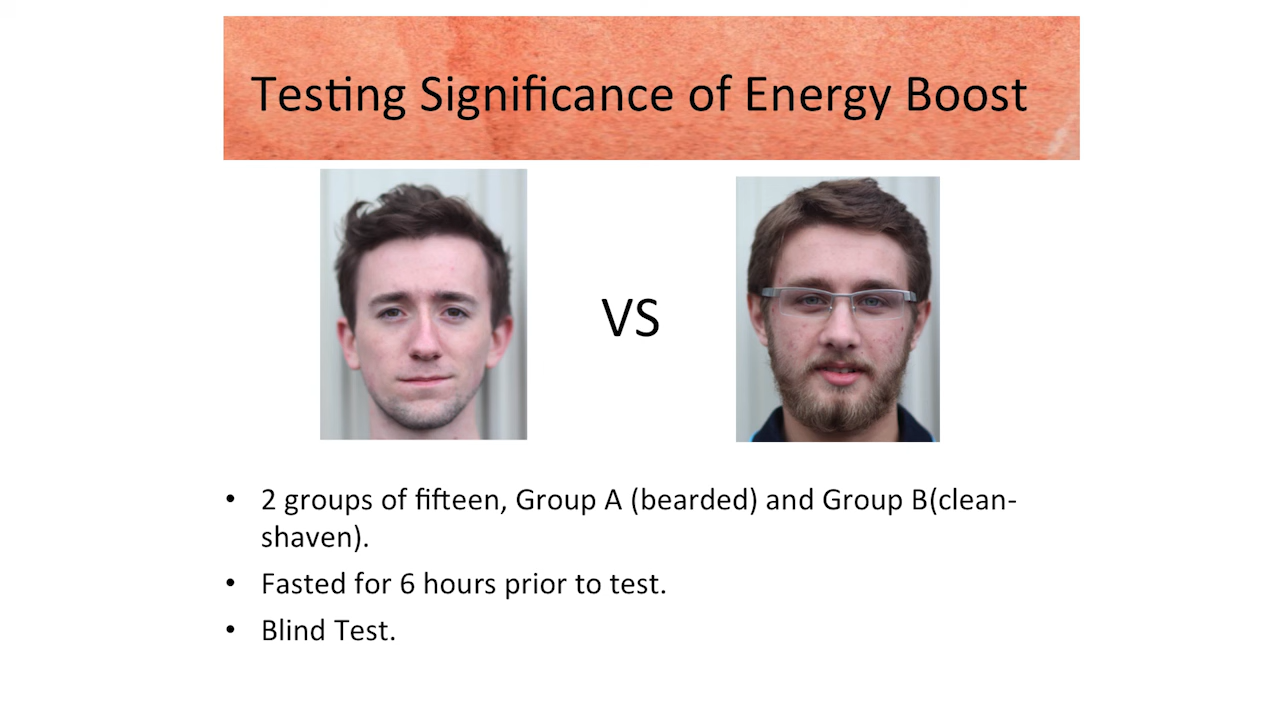 Testing Significance of Energy Boost
VS
• 2 groups of fifteen, Group A (bearded) and Group B(clean-
shaven).
• Fasted for 6 hours prior to test.
• Blind Test.